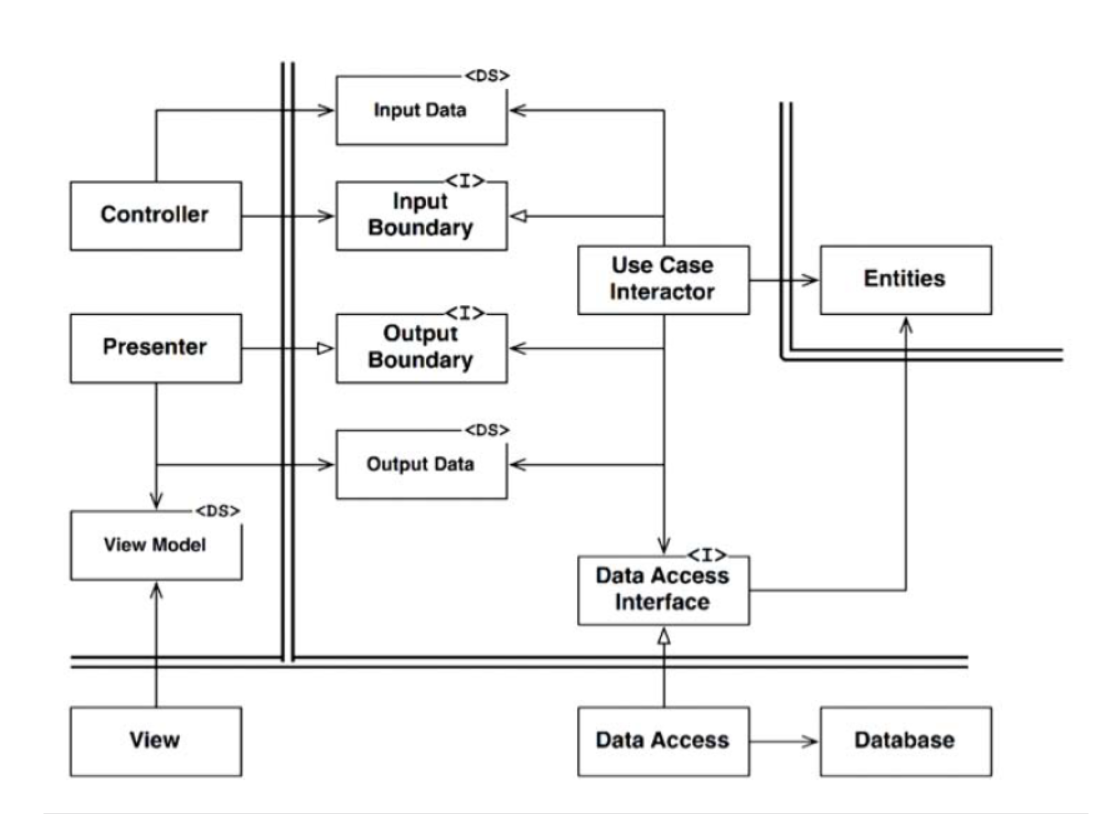 <DS>
Input Data
<I>
Controller
Input
Boundary
Use Case
Interactor
Entities
<I>
Presenter
Output
Boundary
<DS>
Output Data
<DS>
View Model
<I>
Data Access
Interface
View
Data Access
Database